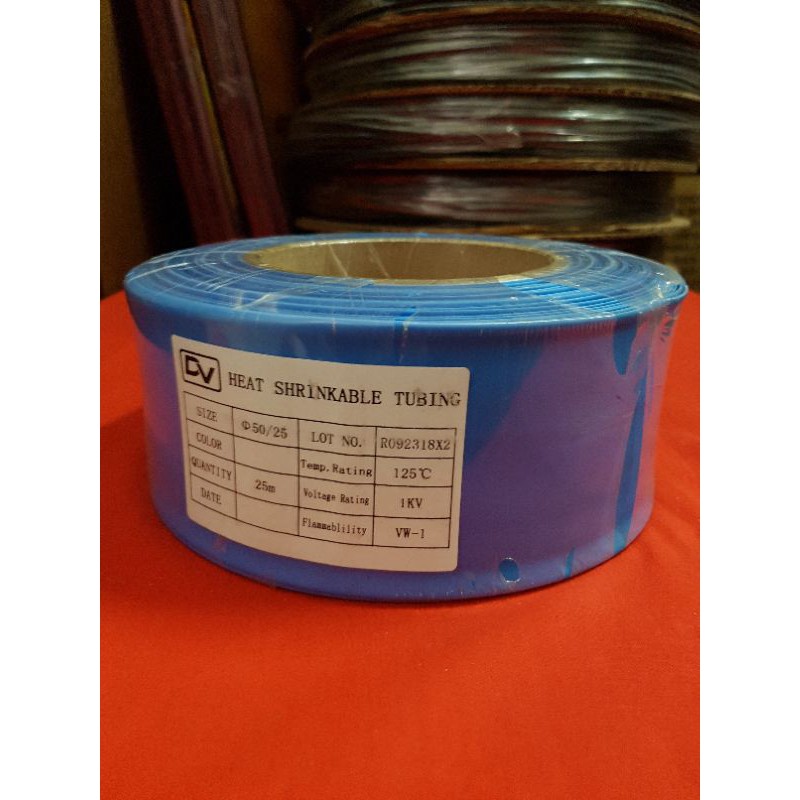 DV HEAT SHRINKABLE TUBING
SIZE Φ50/25 LOT NO. R092318X2
COLOR Temp.Rating 125℃
QUANTITY 25m Voltage Rating 1KV
DATE Flammeblility VW-1